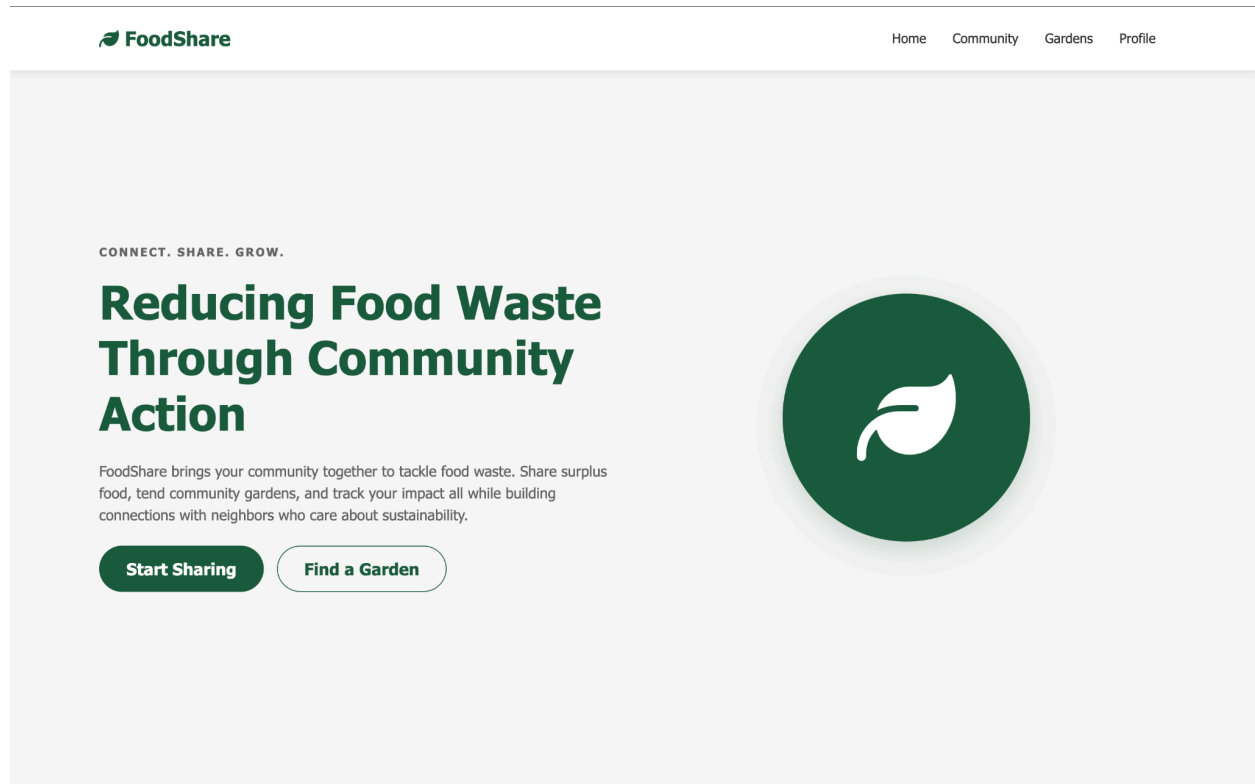 FoodShare
Home Community Gardens Profile
CONNECT. SHARE. GROW.
Reducing Food Waste
Through Community
Action
FoodShare brings your community together to tackle food waste. Share surplus
food, tend community gardens, and track your impact all while building
connections with neighbors who care about sustainability.
Start Sharing
Find a Garden